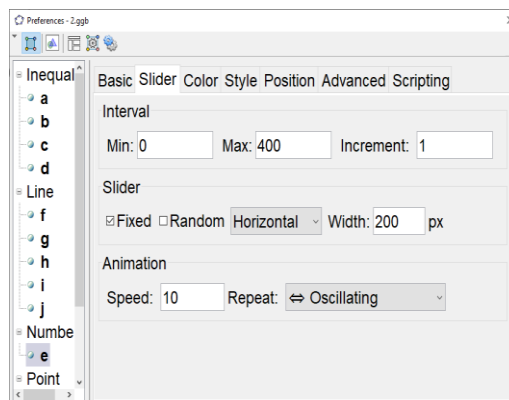 Preferences - 2.ggb
Inequal
a
b
c
d
Line
f
g
h
i
j
Numbe
e
Point
Basic Slider Color Style Position Advanced Scripting
Interval
Min: 0 Max: 400 Increment: 1
Slider
Fixed Random Horizontal Width: 200 px
Animation
Speed: 10 Repeat: ⇔ Oscillating